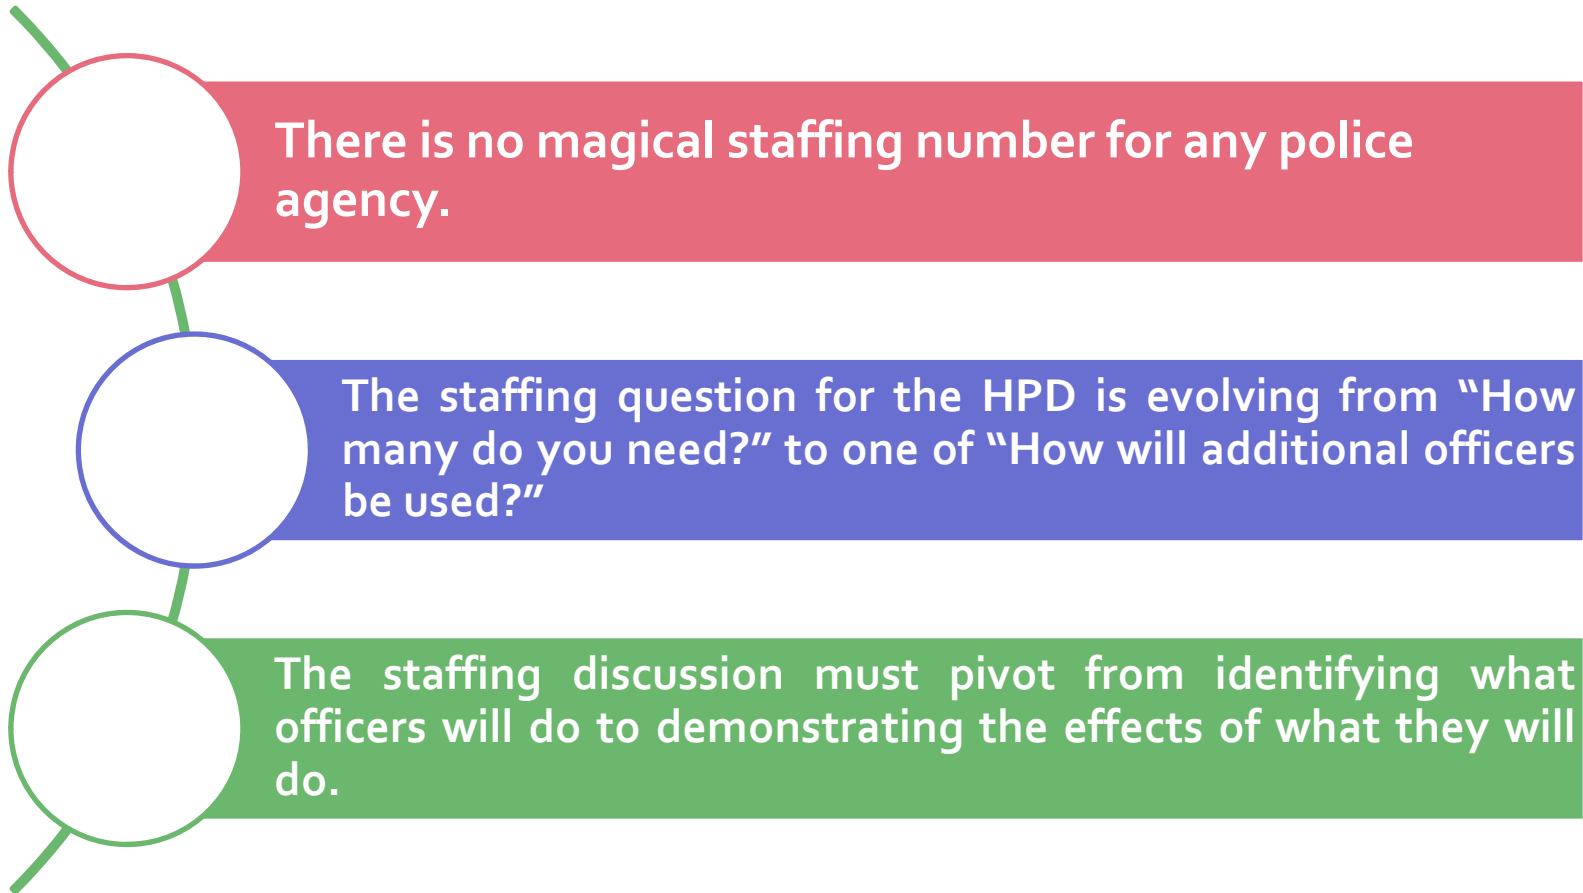 There is no magical staffing number for any police
agency.
The staffing question for the HPD is evolving from “How
many do you need?” to one of “How will additional officers
be used?”
The staffing discussion must pivot from identifying what
officers will do to demonstrating the effects of what they will
do.